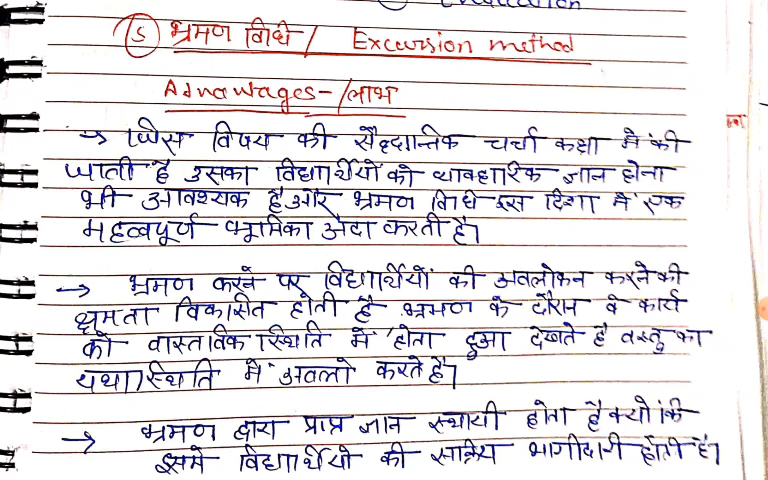 ⑤ भ्रमण विधि / Excursion method
Advantages - / लाभ
→ जिस विषय की सैद्धान्तिक चर्चा कक्षा में की
जाती है उसका विद्यार्थियों को व्यावहारिक ज्ञान होना
भी आवश्यक है और भ्रमण विधि इस दिशा में एक
महत्वपूर्ण भूमिका अदा करती है।
→ भ्रमण करने पर विद्यार्थियों की अवलोकन करने की
क्षमता विकसित होती है भ्रमण के दौरान वे कार्य
को वास्तविक स्थिति में होता हुआ देखते है वस्तु का
यथास्थिति में अवलो करते हैं।
→ भ्रमण द्वारा प्राप्त ज्ञान स्थायी होता है क्योंकि
इसमे विद्यार्थियो की सक्रिय भागीदारी होती है।